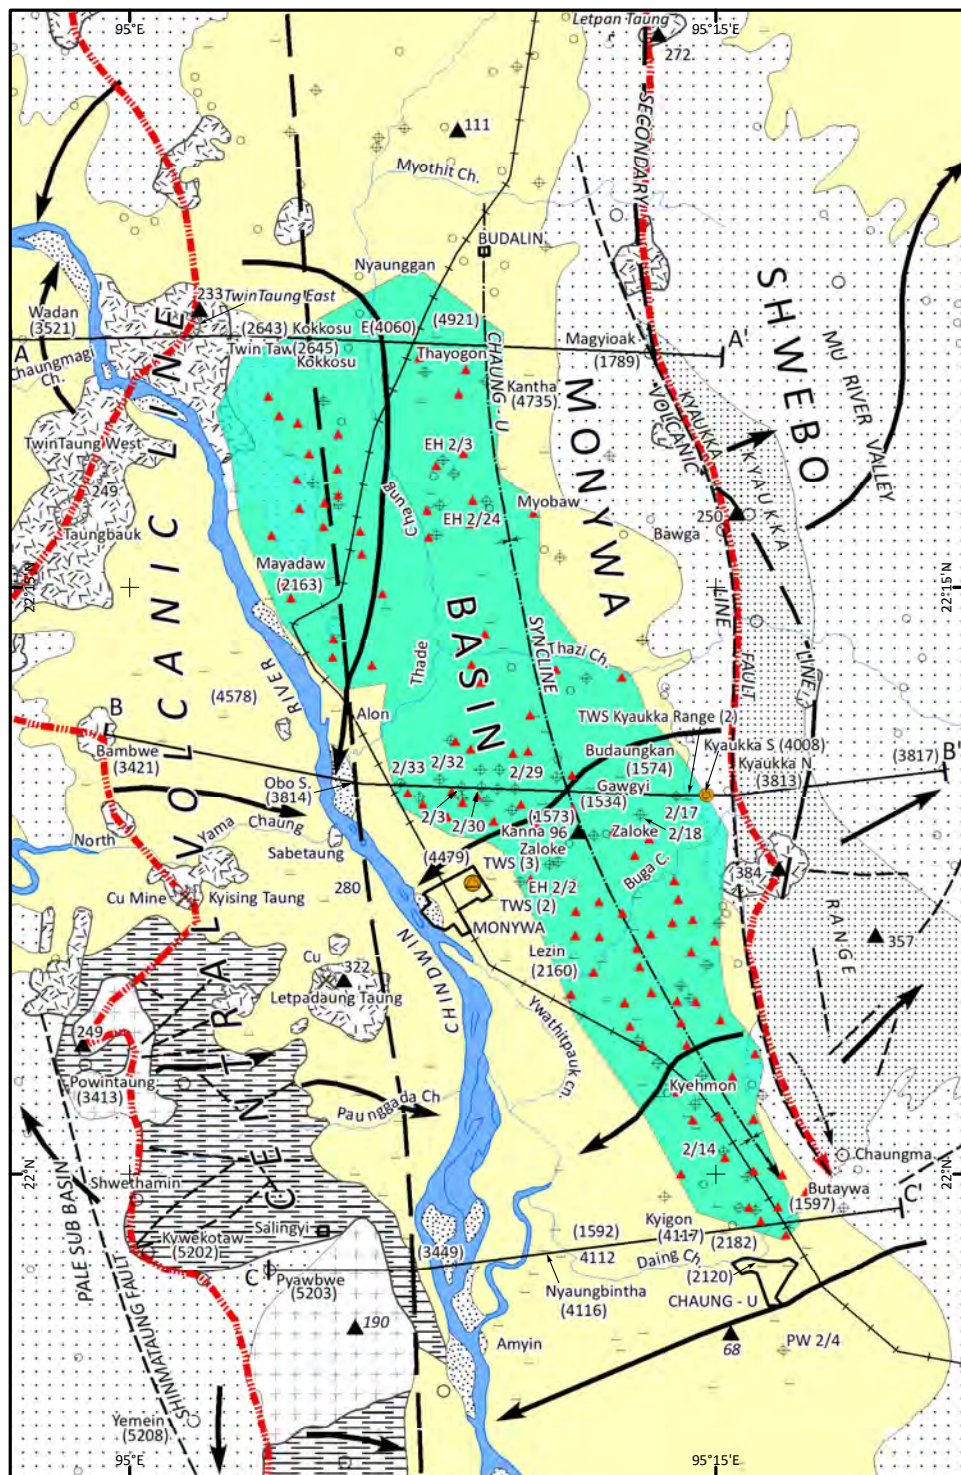 95°E
95°15'E
Letpan Taung
272
SECONDARY
111
Myothit Ch.
BUDALIN
Nyaunggan
SHWEBO
MU RIVER VALLEY
Wadan
(3521)
233
TwinTaung East
A
(2643) Kokkosu
E(4060)
(4921)
Magyioak
(1789)
A'
Chaungmagi
Ch.
Twin Taw(2645)
Kokkosu
Thayogon
Kantha
(4735)
CHAUNG - U
SYNCLINE
MONYWA
BASIN
VOLCANIC
LINE
KYAUKKA
FAULT
KYAUKKA
RANGE
LINE
TwinTaung West
249
Taungbauk
EH 2/3
EH 2/24
Chaung
Thade
Myobaw
250
Bawga
22°15'N
22°15'N
Mayadaw
(2163)
CENTRAL VOLCANIC LINE
Thazi Ch.
(4578)
RIVER
CHINDWIN
Alon
TWS Kyaukka Range (2)
B
Bambwe
(3421)
Budaungkan
(1574)
Kyaukka S (4008)
Kyaukka N
(3813)
(3817)
B'
2/33
2/32
2/29
Gawgyi
(1534)
Obo S.
(3814)
2/3
2/30
(1573)
Kanna 96
Zaloke
Zaloke
2/17
2/18
North
Yama Chaung
Sabetaung
(4479)
TWS (3)
EH 2/2
TWS (2)
Buga C.
384
280
Cu Mine
Kyising Taung
MONYWA
Lezin
(2160)
357
Cu
322
Letpadaung Taung
Ywathitpauk Ch.
249
Powintaung
(3413)
Paunggada Ch
Kyehmon
2/14
Chaungma.
22°N
22°N
PALE SUB BASIN
Shwethamin
Butaywa
(1597)
C'
Kywekotaw
(5202)
Salingyi
(3449)
(1592)
4112
Kyigon
(4117)
(2182)
C
Pyawbwe
(5203)
Daing Ch.
(2120)
Nyaungbintha
(4116)
CHAUNG - U
SHINMATAUNG FAULT
190
Amyin
68
PW 2/4
Yemein
(5208)
95°E
95°15'E